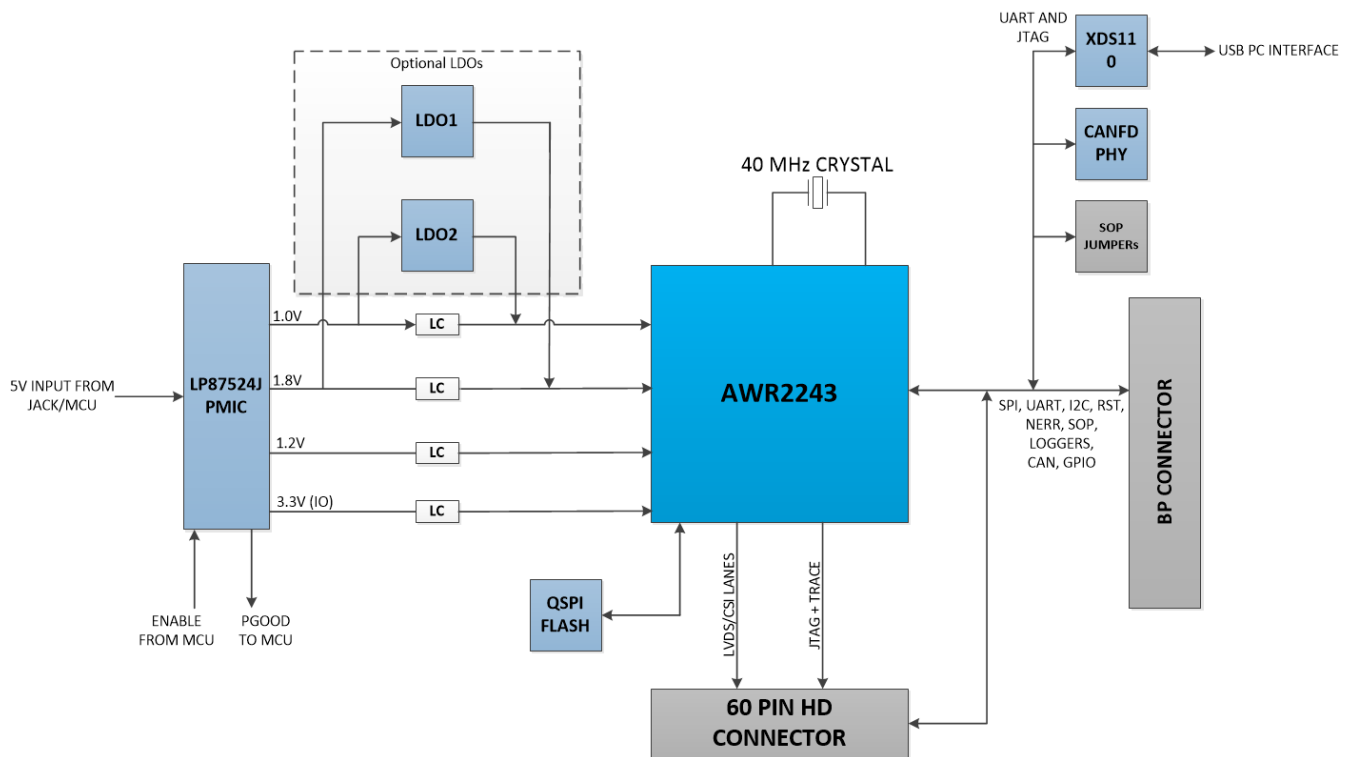 UART AND
JTAG
XDS11
0
USB PC INTERFACE
Optional LDOs
LDO1
CANFD
PHY
40 MHz CRYSTAL
LDO2
SOP
JUMPERs
1.0V
LC
5V INPUT FROM
JACK/MCU
LP87524J
PMIC
1.8V
LC
AWR2243
SPI, UART, I2C, RST,
NERR, SOP,
LOGGERS,
CAN, GPIO
BP CONNECTOR
1.2V
LC
3.3V (IO)
LC
ENABLE
FROM MCU
PGOOD
TO MCU
QSPI
FLASH
LVDS/CSI LANES
JTAG + TRACE
60 PIN HD
CONNECTOR